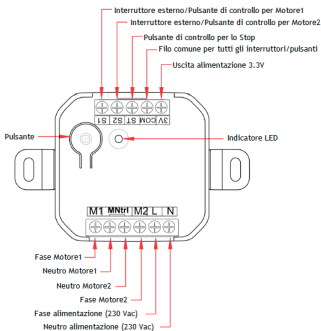 Interruttore esterno/Pulsante di controllo per Motore1
Interruttore esterno/Pulsante di controllo per Motore2
Pulsante di controllo per lo Stop
Filo comune per tutti gli interruttori/pulsanti
Uscita alimentazione 3.3V
S1 S2 ST COM 3V
Pulsante
Indicatore LED
M1 MNtrl M2 L N
Fase Motore1
Neutro Motore1
Neutro Motore2
Fase Motore2
Fase alimentazione (230 Vac)
Neutro alimentazione (230 Vac)